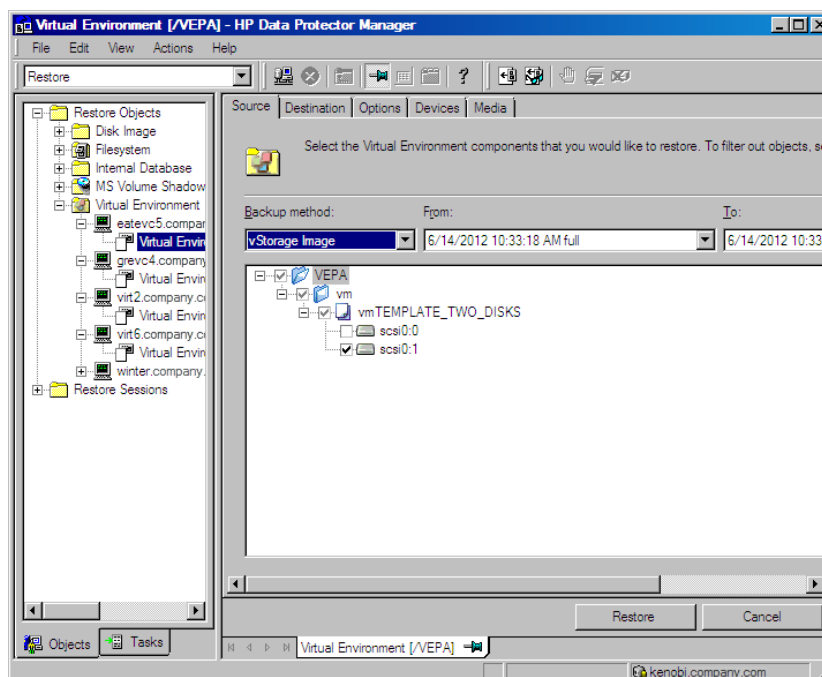 Virtual Environment [/VEPA] - HP Data Protector Manager
File Edit View Actions Help
Restore
Restore Objects
Disk Image
Filesystem
Internal Database
MS Volume Shadow
Virtual Environment
eatevc5.compar
Virtual Envir
grevc4.company
Virtual Envir
virt2.company.co
Virtual Envir
virt6.company.co
Virtual Envir
winter.company.
Restore Sessions
Objects Tasks
Source Destination Options Devices Media
Select the Virtual Environment components that you would like to restore. To filter out objects, se
Backup method: From: To:
vStorage Image 6/14/2012 10:33:18 AM full 6/14/2012 10:33
VEPA
vm
vmTEMPLATE_TWO_DISKS
scsi0:0
scsi0:1
Restore Cancel
Virtual Environment [/VEPA]
kenobi.company.com